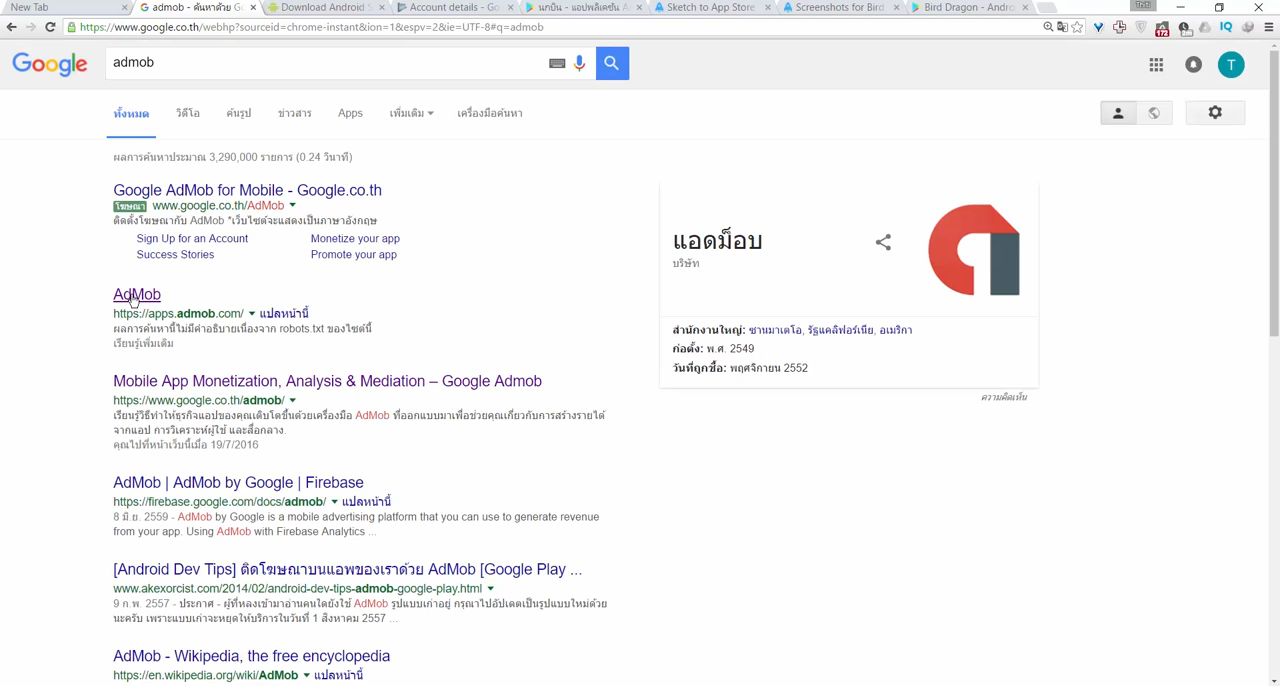 New Tab
admob - ค้นหาด้วย G
Download Android S
Account details - Goo
นกบิน - แอปพลิเคชัน A
Sketch to App Store
Screenshots for Bird
Bird Dragon - Andro
https://www.google.co.th/webhp?sourceid=chrome-instant&ion=1&espv=2&ie=UTF-8#q=admob
172
IQ
Google
admob
T
ทั้งหมด
วิดีโอ
ค้นรูป
ข่าวสาร
Apps
เพิ่มเติม
เครื่องมือค้นหา
ผลการค้นหาประมาณ 3,290,000 รายการ (0.24 วินาที)
Google AdMob for Mobile - Google.co.th
โฆษณา www.google.co.th/AdMob
ติดตั้งโฆษณากับ AdMob *เว็บไซต์จะแสดงเป็นภาษาอังกฤษ
Sign Up for an Account
Monetize your app
Success Stories
Promote your app
AdMob
https://apps.admob.com/ แปลหน้านี้
ผลการค้นหานี้ไม่มีคำอธิบายเนื่องจาก robots.txt ของไซต์นี้
เรียนรู้เพิ่มเติม
Mobile App Monetization, Analysis & Mediation – Google Admob
https://www.google.co.th/admob/
เรียนรู้วิธีทำให้ธุรกิจแอปของคุณเติบโตขึ้นด้วยเครื่องมือ AdMob ที่ออกแบบมาเพื่อช่วยคุณเกี่ยวกับการสร้างรายได้
จากแอป การวิเคราะห์ผู้ใช้ และสื่อกลาง.
คุณไปที่หน้าเว็บนี้เมื่อ 19/7/2016
AdMob | AdMob by Google | Firebase
https://firebase.google.com/docs/admob/ แปลหน้านี้
8 มิ.ย. 2559 - AdMob by Google is a mobile advertising platform that you can use to generate revenue
from your app. Using AdMob with Firebase Analytics ...
[Android Dev Tips] ติดโฆษณาบนแอพของเราด้วย AdMob [Google Play ...
www.akexorcist.com/2014/02/android-dev-tips-admob-google-play.html
9 ก.พ. 2557 - ประกาศ - ผู้ที่หลงเข้ามาอ่านคนใดยังใช้ AdMob รูปแบบเก่าอยู่ กรุณาไปอัปเดตเป็นรูปแบบใหม่ด้วย
นะครับ เพราะแบบเก่าจะหยุดให้บริการในวันที่ 1 สิงหาคม 2557 ...
AdMob - Wikipedia, the free encyclopedia
https://en.wikipedia.org/wiki/AdMob แปลหน้านี้
แอดม็อบ
บริษัท
สำนักงานใหญ่: ซานมาเตโอ, รัฐแคลิฟอร์เนีย, อเมริกา
ก่อตั้ง: พ.ศ. 2549
วันที่ถูกซื้อ: พฤศจิกายน 2552
ความคิดเห็น